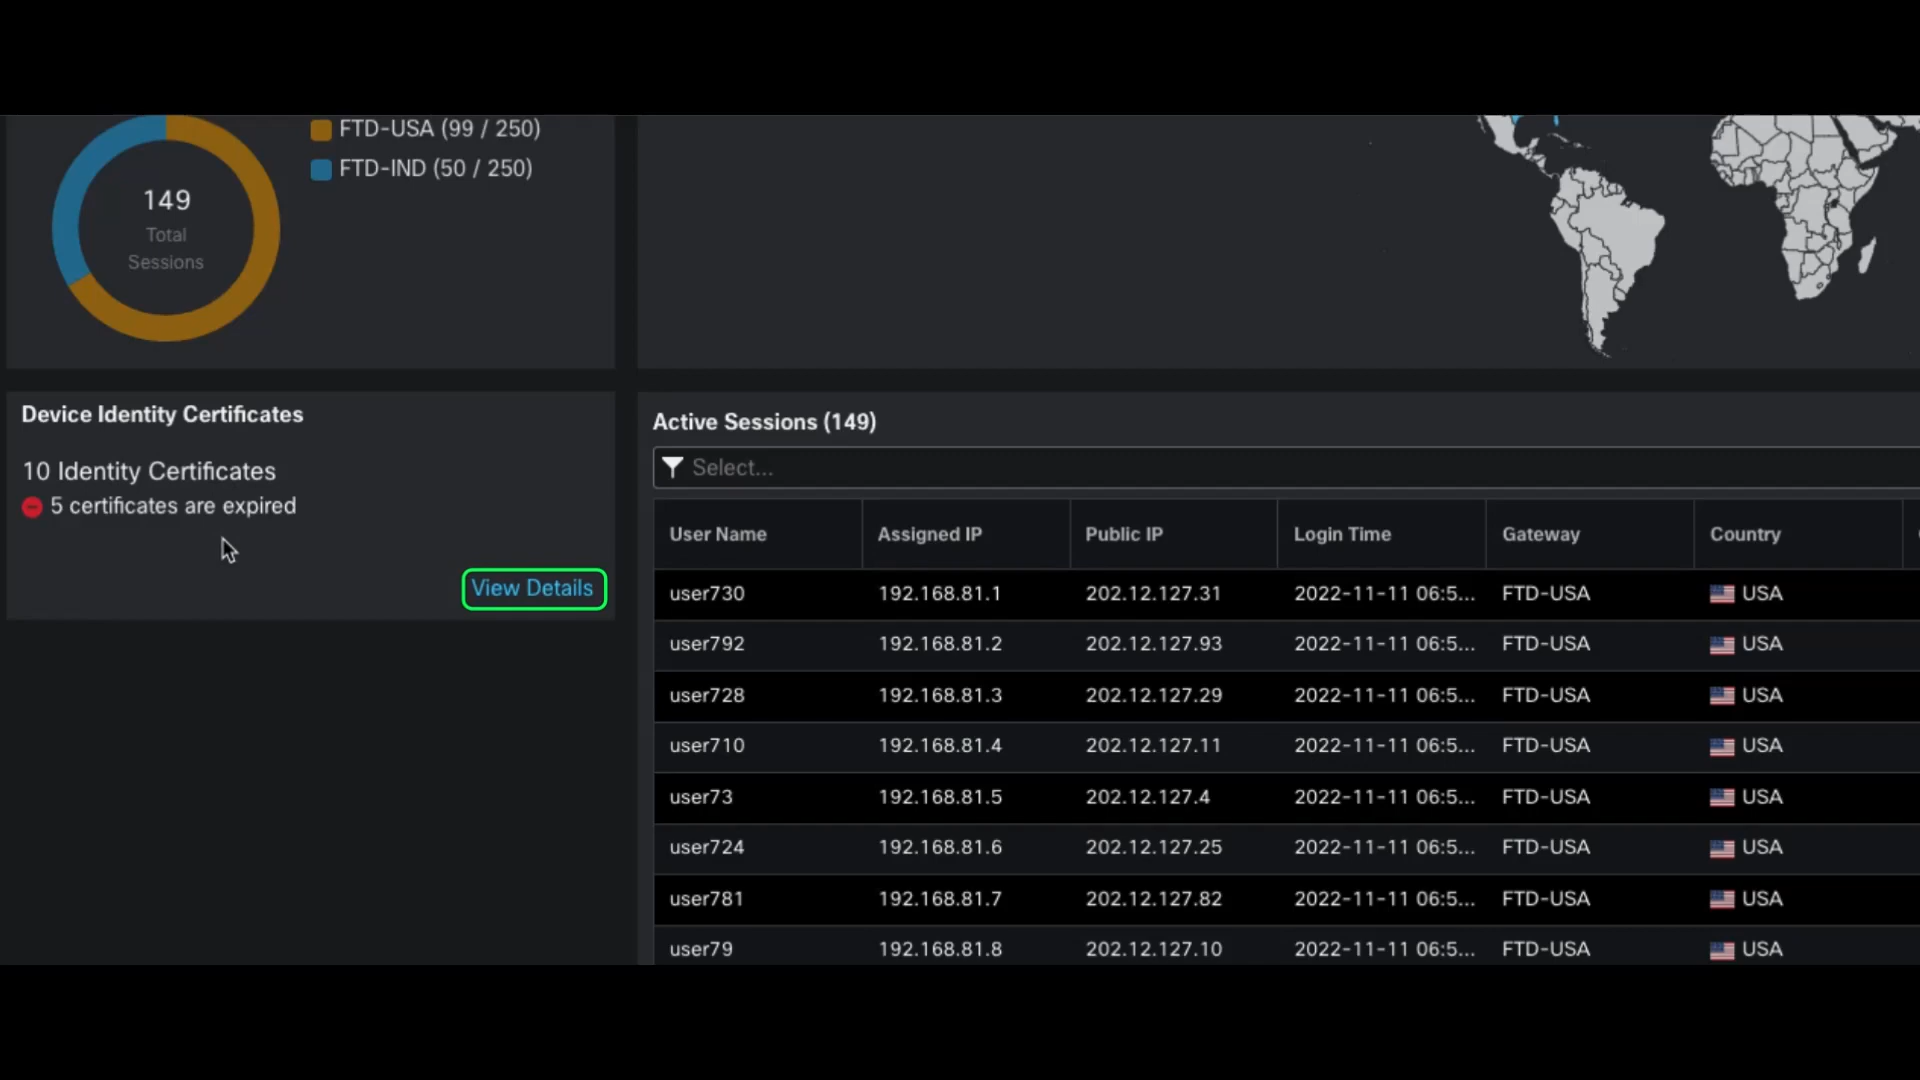 FTD-USA (99 / 250)
FTD-IND (50 / 250)
149
Total
Sessions
Device Identity Certificates
10 Identity Certificates
5 certificates are expired
View Details
Active Sessions (149)
Select...
User Name Assigned IP Public IP Login Time Gateway Country
user730 192.168.81.1 202.12.127.31 2022-11-11 06:5... FTD-USA USA
user792 192.168.81.2 202.12.127.93 2022-11-11 06:5... FTD-USA USA
user728 192.168.81.3 202.12.127.29 2022-11-11 06:5... FTD-USA USA
user710 192.168.81.4 202.12.127.11 2022-11-11 06:5... FTD-USA USA
user73 192.168.81.5 202.12.127.4 2022-11-11 06:5... FTD-USA USA
user724 192.168.81.6 202.12.127.25 2022-11-11 06:5... FTD-USA USA
user781 192.168.81.7 202.12.127.82 2022-11-11 06:5... FTD-USA USA
user79 192.168.81.8 202.12.127.10 2022-11-11 06:5... FTD-USA USA